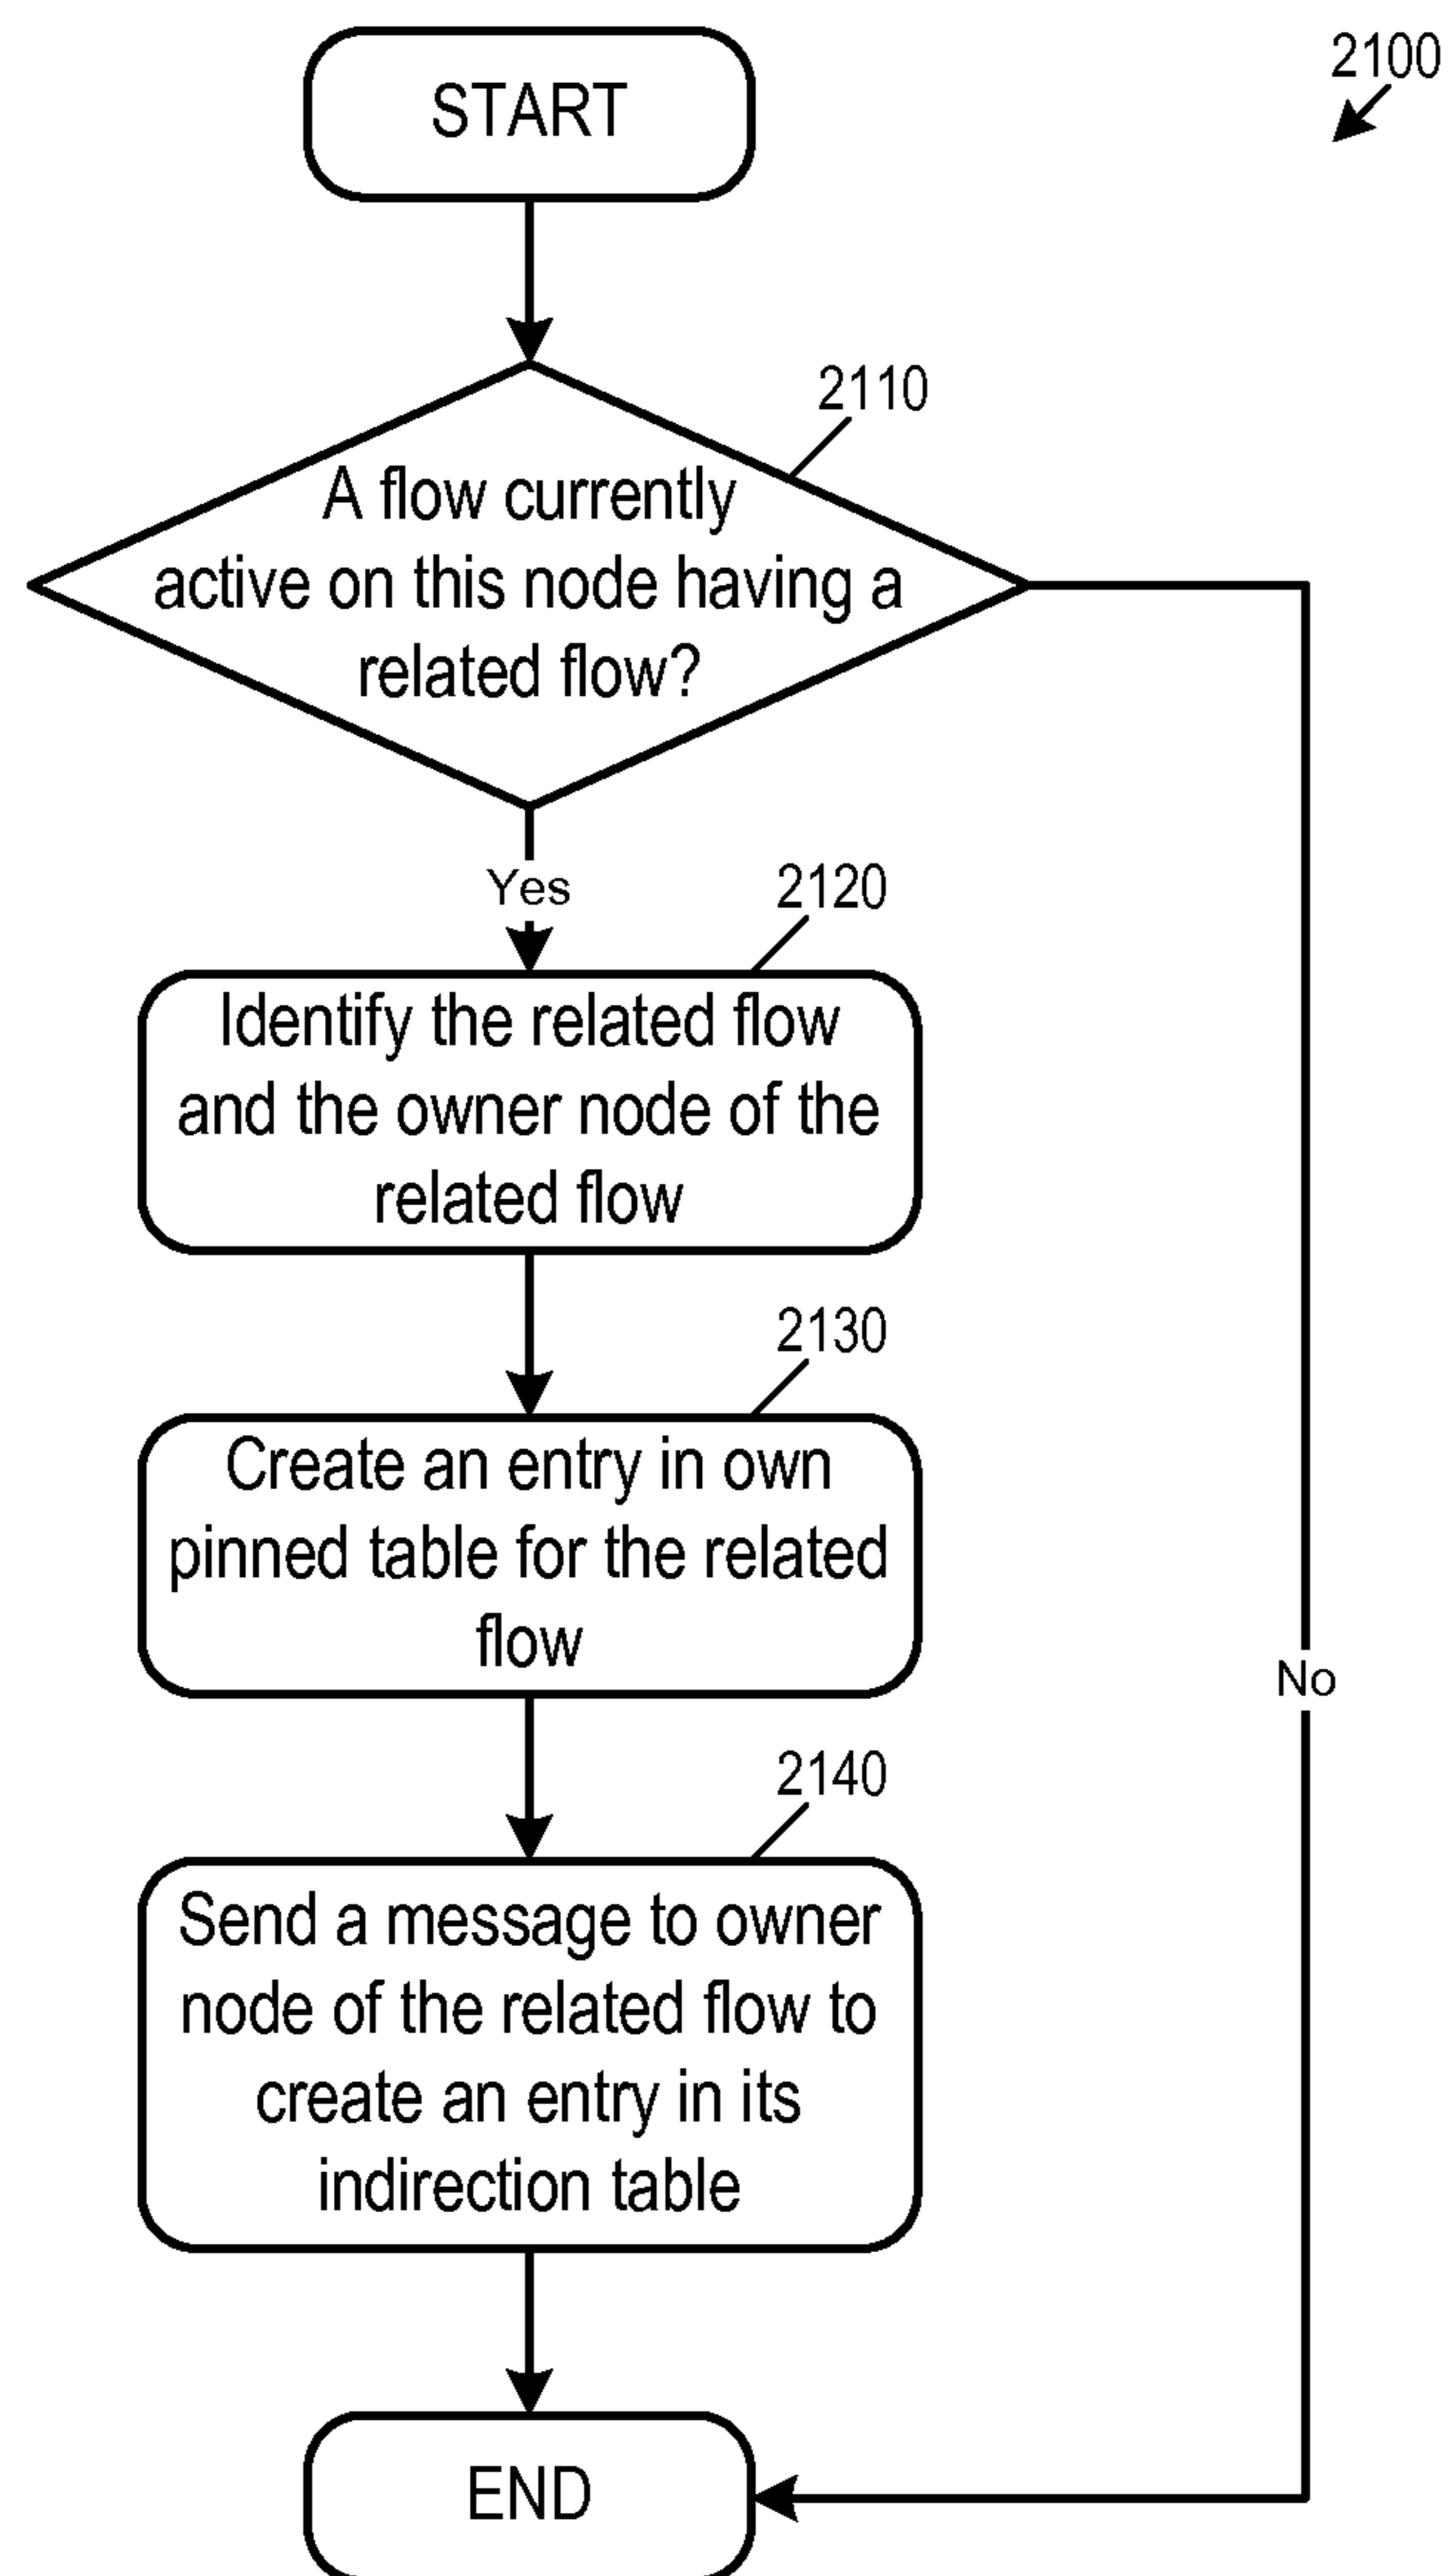 START
2100
2110
A flow currently
active on this node having a
related flow?
Yes
2120
Identify the related flow
and the owner node of the
related flow
2130
Create an entry in own
pinned table for the related
flow
No
2140
Send a message to owner
node of the related flow to
create an entry in its
indirection table
END